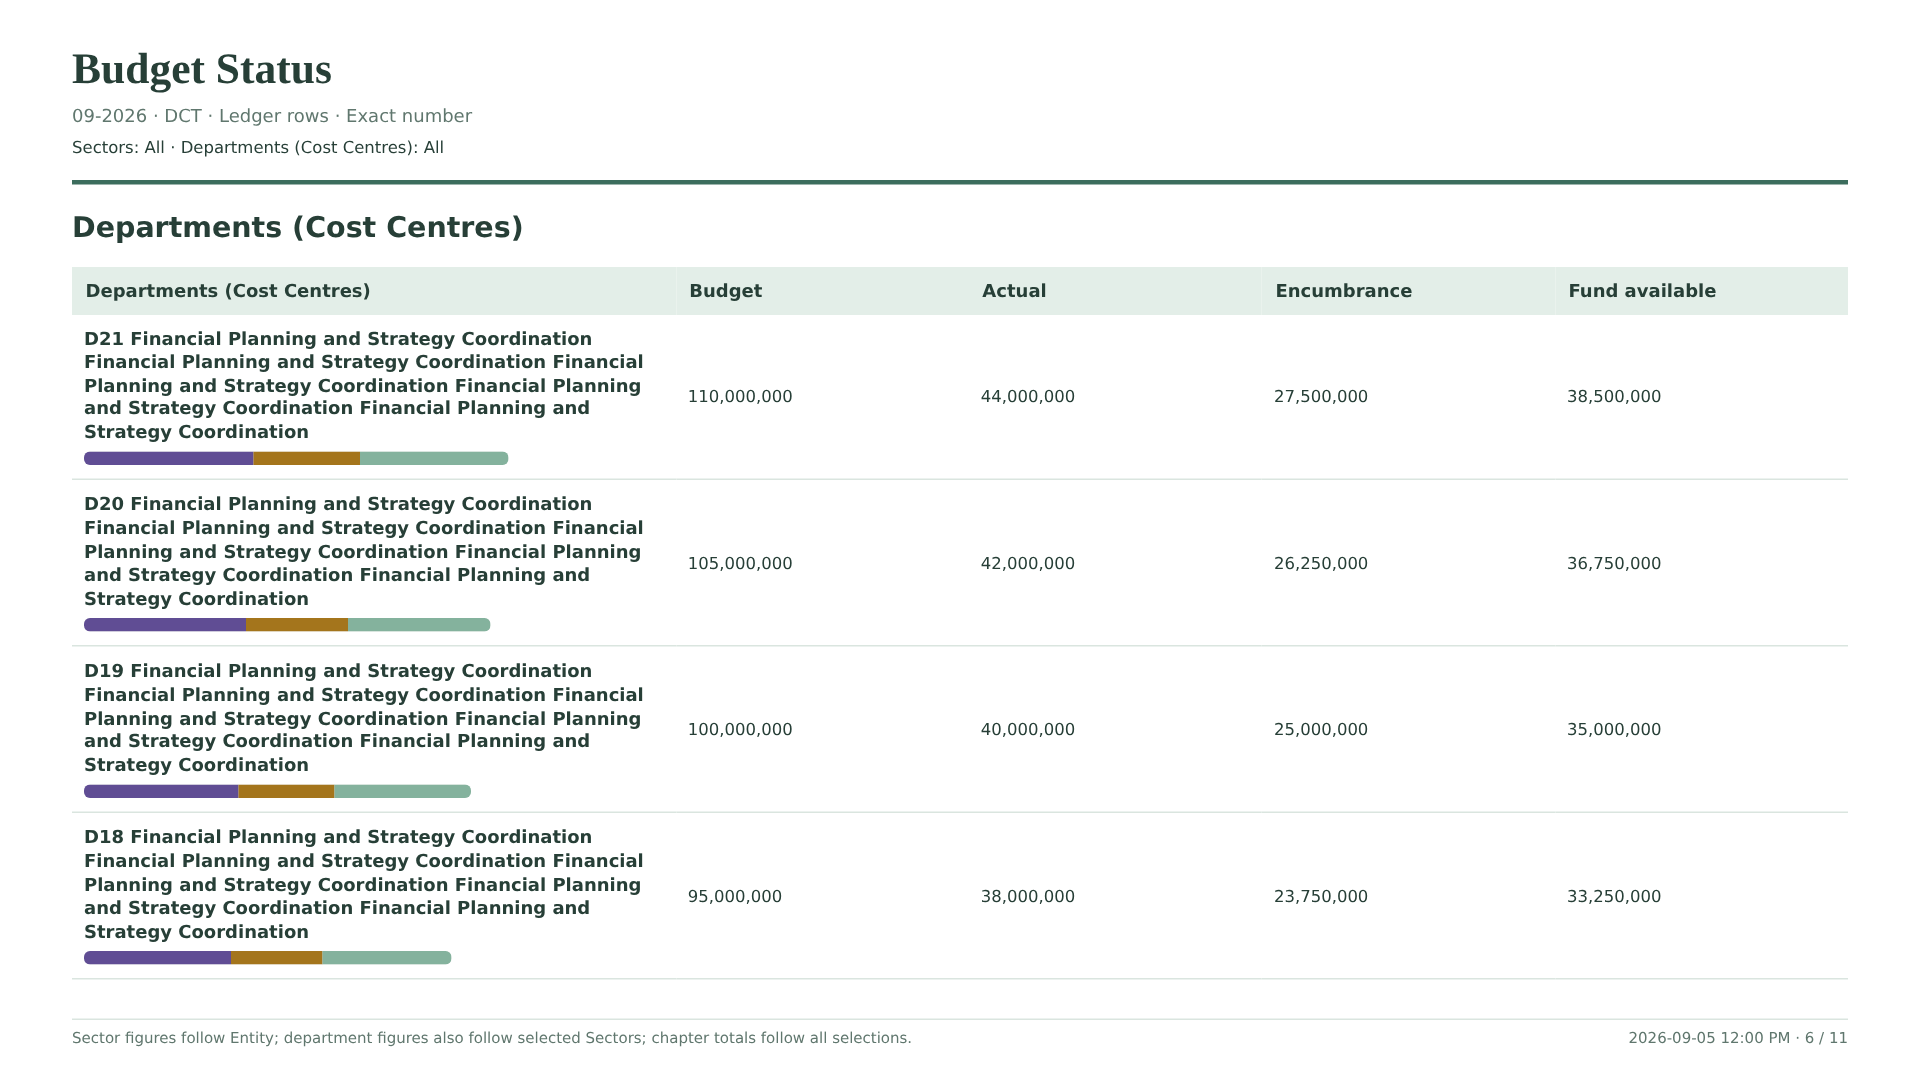 Budget Status
09-2026 · DCT · Ledger rows · Exact number
Sectors: All · Departments (Cost Centres): All
Departments (Cost Centres)
Departments (Cost Centres) Budget Actual Encumbrance Fund available
D21 Financial Planning and Strategy Coordination
Financial Planning and Strategy Coordination Financial
Planning and Strategy Coordination Financial Planning
and Strategy Coordination Financial Planning and
Strategy Coordination
110,000,000 44,000,000 27,500,000 38,500,000
D20 Financial Planning and Strategy Coordination
Financial Planning and Strategy Coordination Financial
Planning and Strategy Coordination Financial Planning
and Strategy Coordination Financial Planning and
Strategy Coordination
105,000,000 42,000,000 26,250,000 36,750,000
D19 Financial Planning and Strategy Coordination
Financial Planning and Strategy Coordination Financial
Planning and Strategy Coordination Financial Planning
and Strategy Coordination Financial Planning and
Strategy Coordination
100,000,000 40,000,000 25,000,000 35,000,000
D18 Financial Planning and Strategy Coordination
Financial Planning and Strategy Coordination Financial
Planning and Strategy Coordination Financial Planning
and Strategy Coordination Financial Planning and
Strategy Coordination
95,000,000 38,000,000 23,750,000 33,250,000
Sector figures follow Entity; department figures also follow selected Sectors; chapter totals follow all selections.
2026-09-05 12:00 PM · 6 / 11